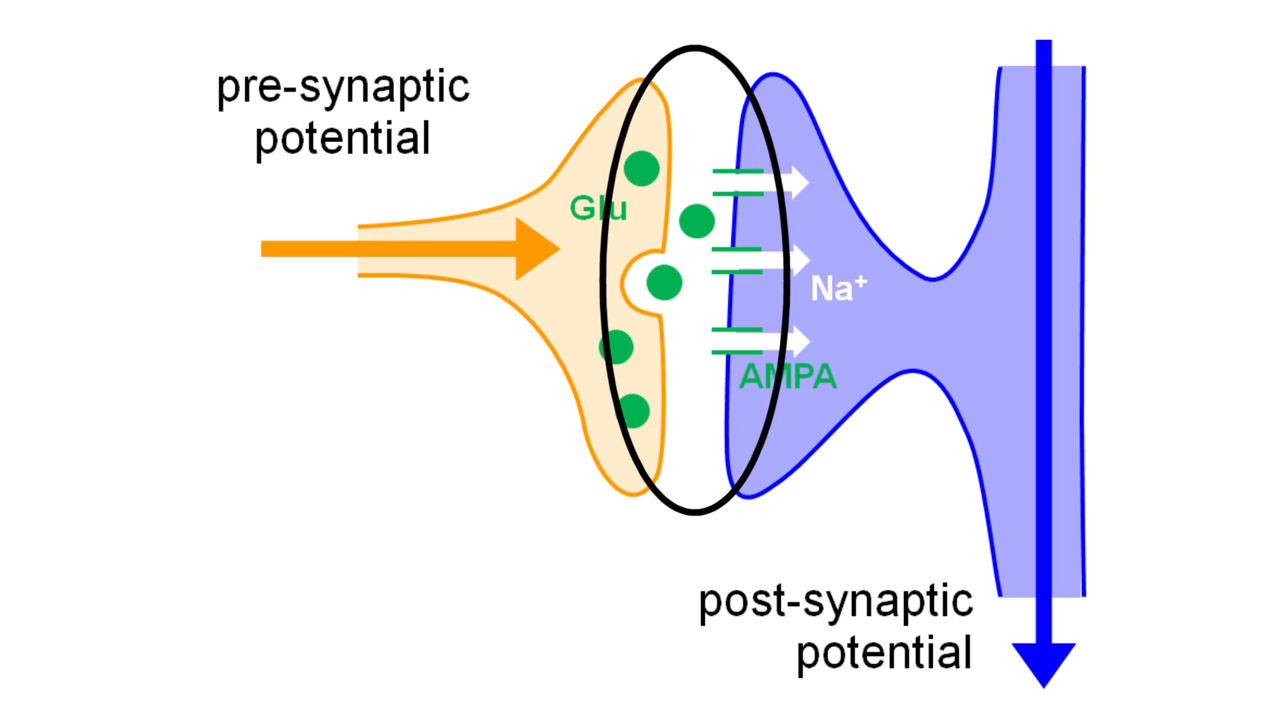 pre-synaptic
potential
Glu
Na⁺
AMPA
post-synaptic
potential